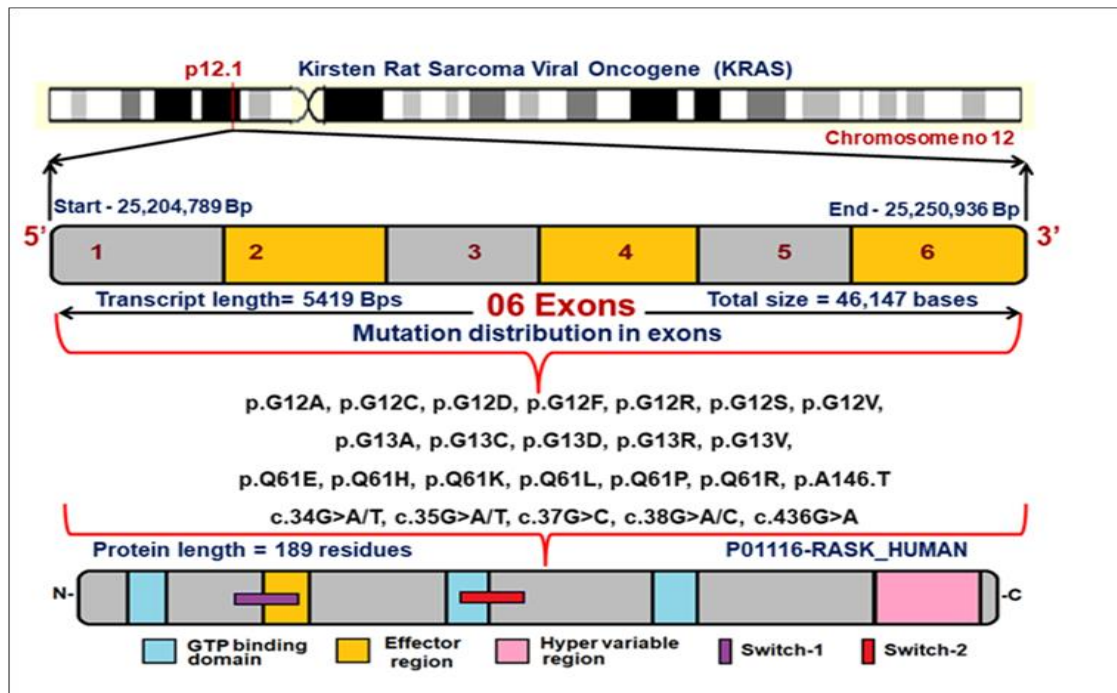 p12.1 Kirsten Rat Sarcoma Viral Oncogene (KRAS)
Chromosome no 12
Start - 25,204,789 Bp End - 25,250,936 Bp
5’ 1 2 3 4 5 6 3’
Transcript length= 5419 Bps 06 Exons Total size = 46,147 bases
Mutation distribution in exons
p.G12A, p.G12C, p.G12D, p.G12F, p.G12R, p.G12S, p.G12V,
p.G13A, p.G13C, p.G13D, p.G13R, p.G13V,
p.Q61E, p.Q61H, p.Q61K, p.Q61L, p.Q61P, p.Q61R, p.A146.T
c.34G>A/T, c.35G>A/T, c.37G>C, c.38G>A/C, c.436G>A
Protein length = 189 residues P01116-RASK_HUMAN
N- -C
GTP binding domain
Effector region
Hyper variable region
Switch-1
Switch-2